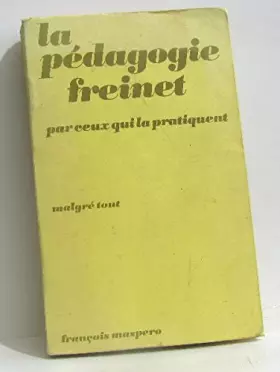 la
pédagogie
freinet
par ceux qui la pratiquent
malgré tout
françois maspero